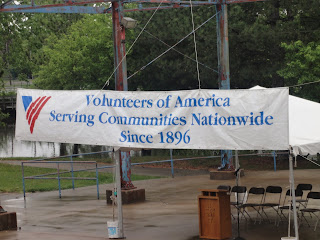 Volunteers of America
Serving Communities Nationwide
Since 1896